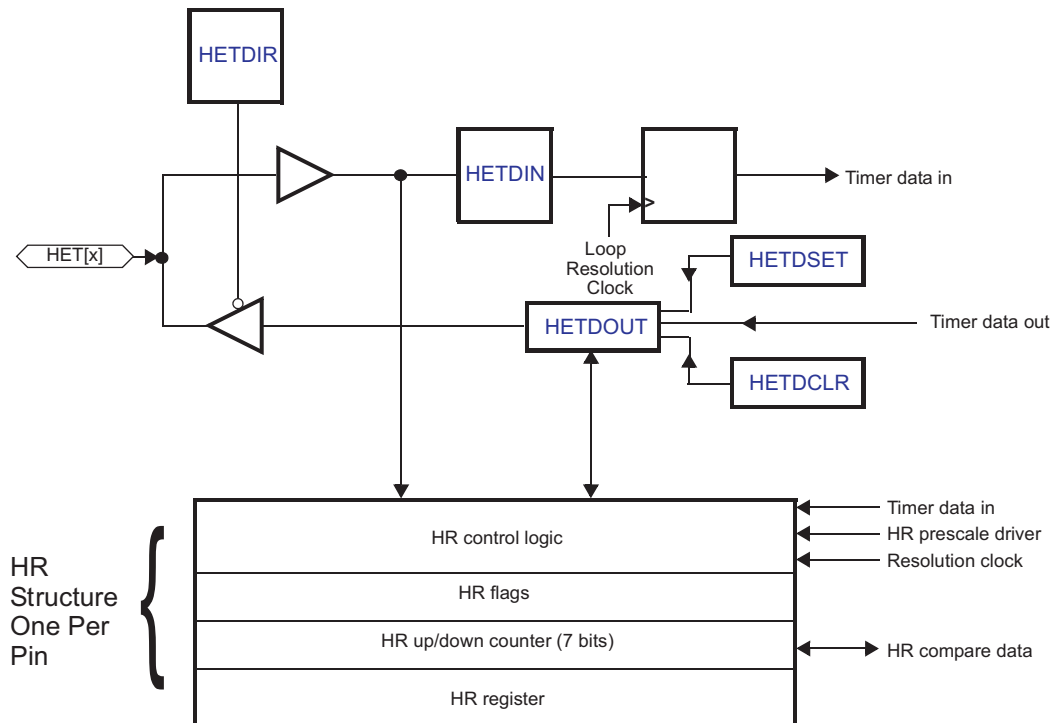 HETDIR
HETDIN
Timer data in
HET[x]
Loop
Resolution
Clock
HETDSET
HETDOUT
Timer data out
HETDCLR
HR
Structure
One Per
Pin
HR control logic
HR flags
HR up/down counter (7 bits)
HR register
Timer data in
HR prescale driver
Resolution clock
HR compare data